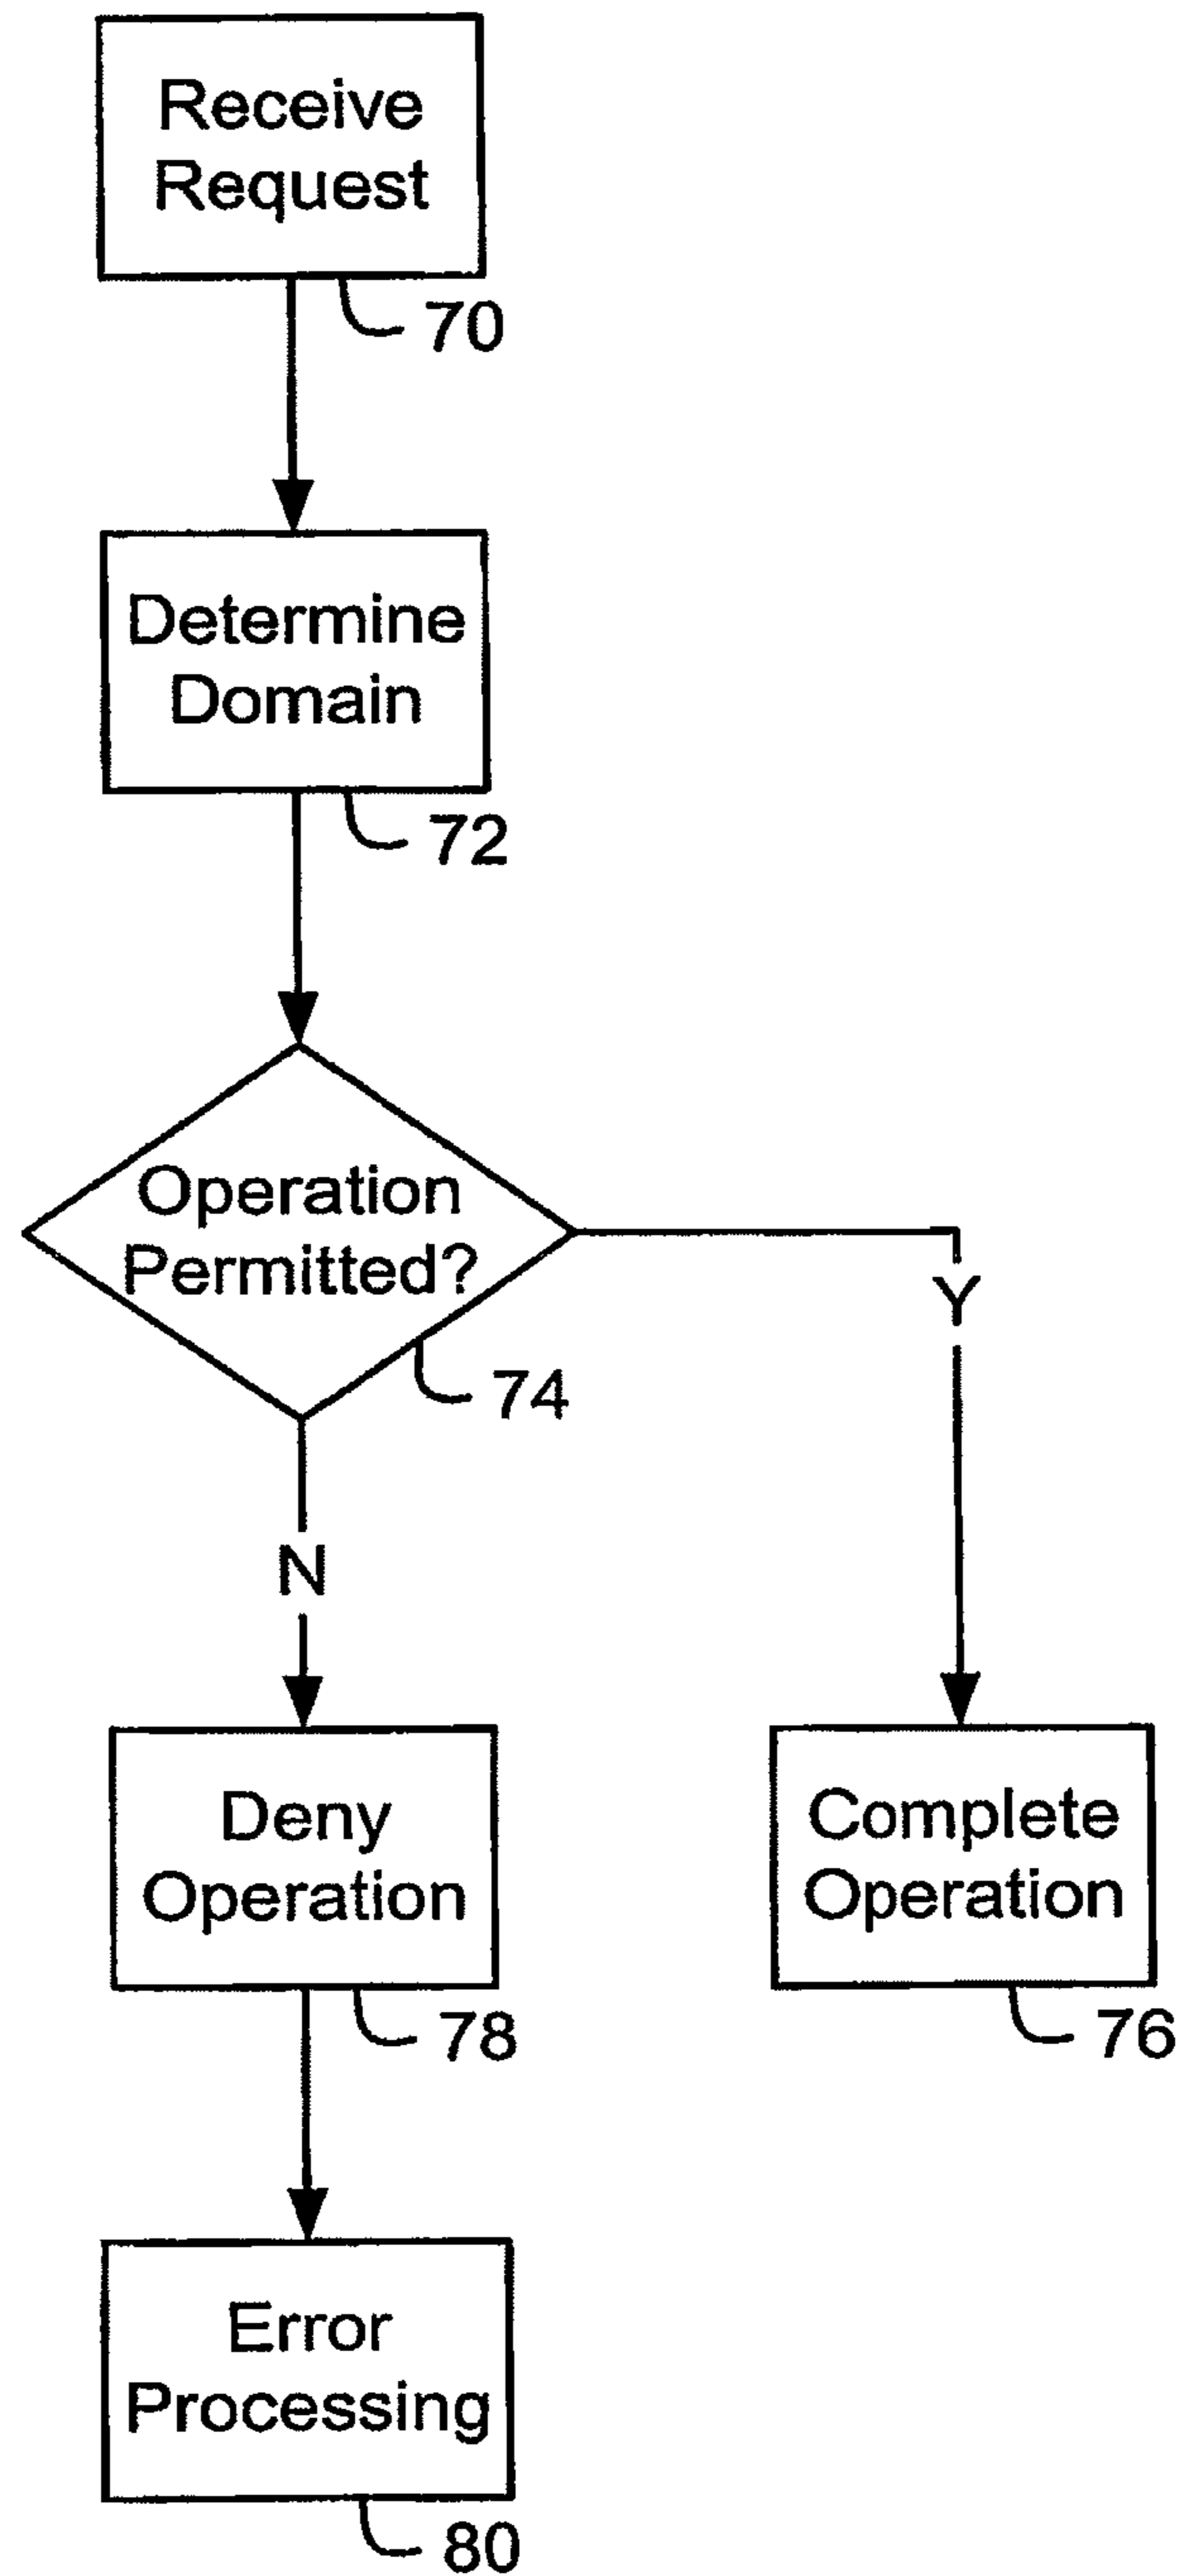 Receive
Request
70
Determine
Domain
72
Operation
Permitted?
74
Y
N
Deny
Operation
78
Complete
Operation
76
Error
Processing
80